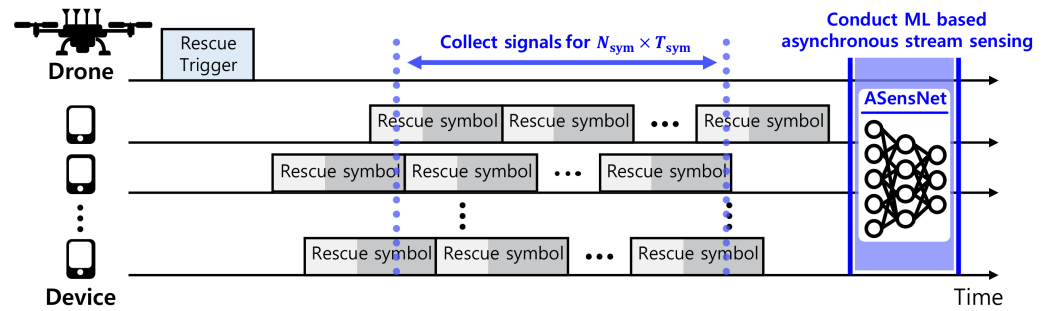 Conduct ML based
asynchronous stream sensing
Collect signals for N_sym × T_sym
Rescue
Trigger
Drone
ASensNet
Rescue symbol Rescue symbol ••• Rescue symbol
Rescue symbol Rescue symbol ••• Rescue symbol
Rescue symbol Rescue symbol ••• Rescue symbol
Device
Time